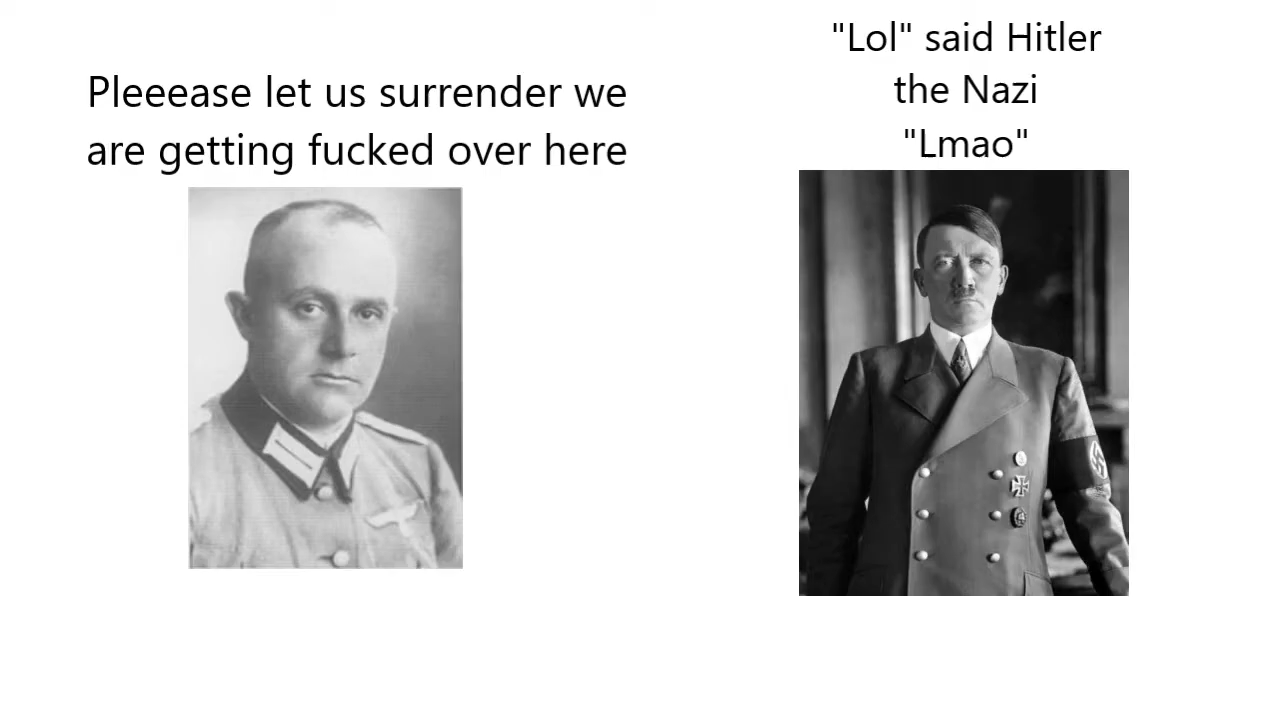 Pleeease let us surrender we
are getting fucked over here
"Lol" said Hitler
the Nazi
"Lmao"